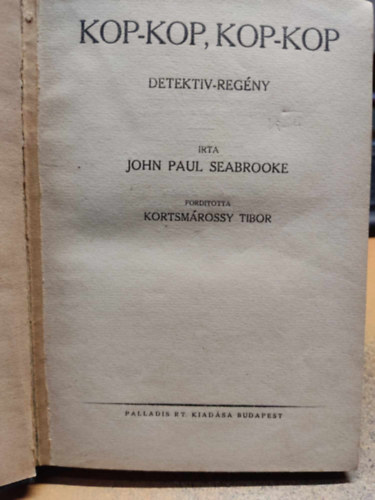 KOP-KOP, KOP-KOP
DETEKTIV-REGÉNY
IRTA
JOHN PAUL SEABROOKE
FORDITOTTA
KORTSMÁROSSY TIBOR
PALLADIS RT. KIADÁSA BUDAPEST